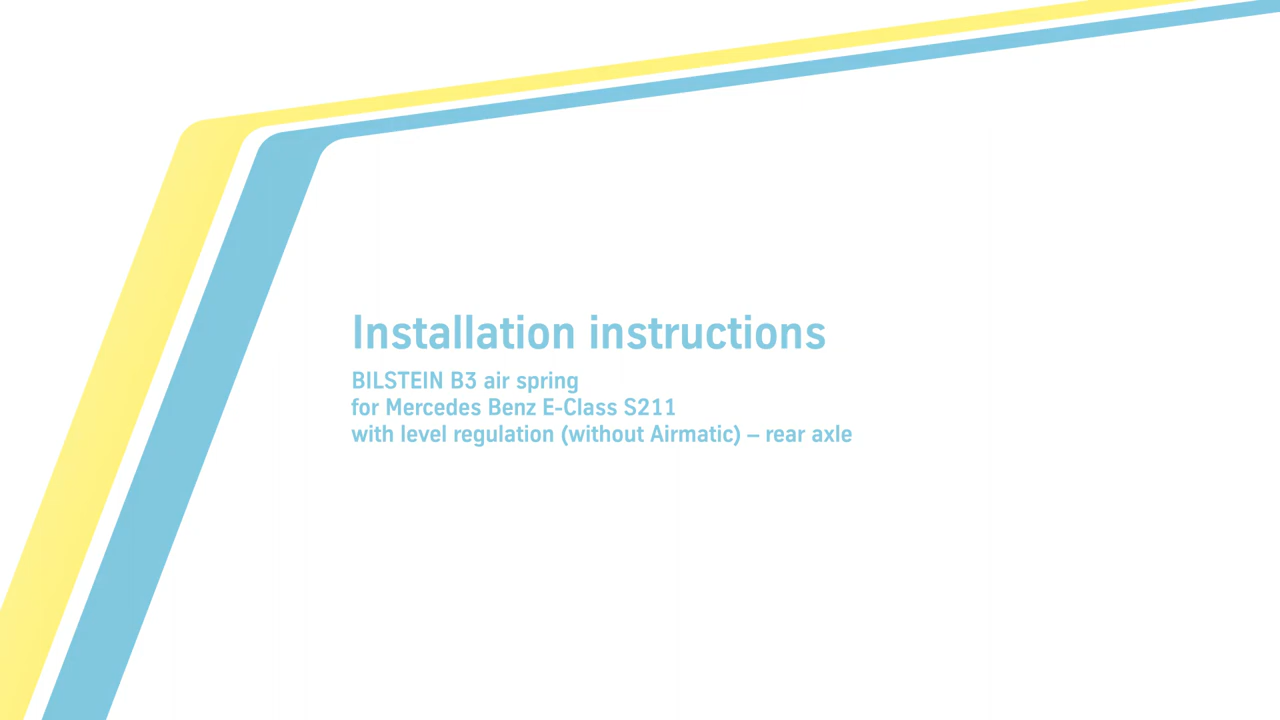 Installation instructions
BILSTEIN B3 air spring
for Mercedes Benz E-Class S211
with level regulation (without Airmatic) – rear axle